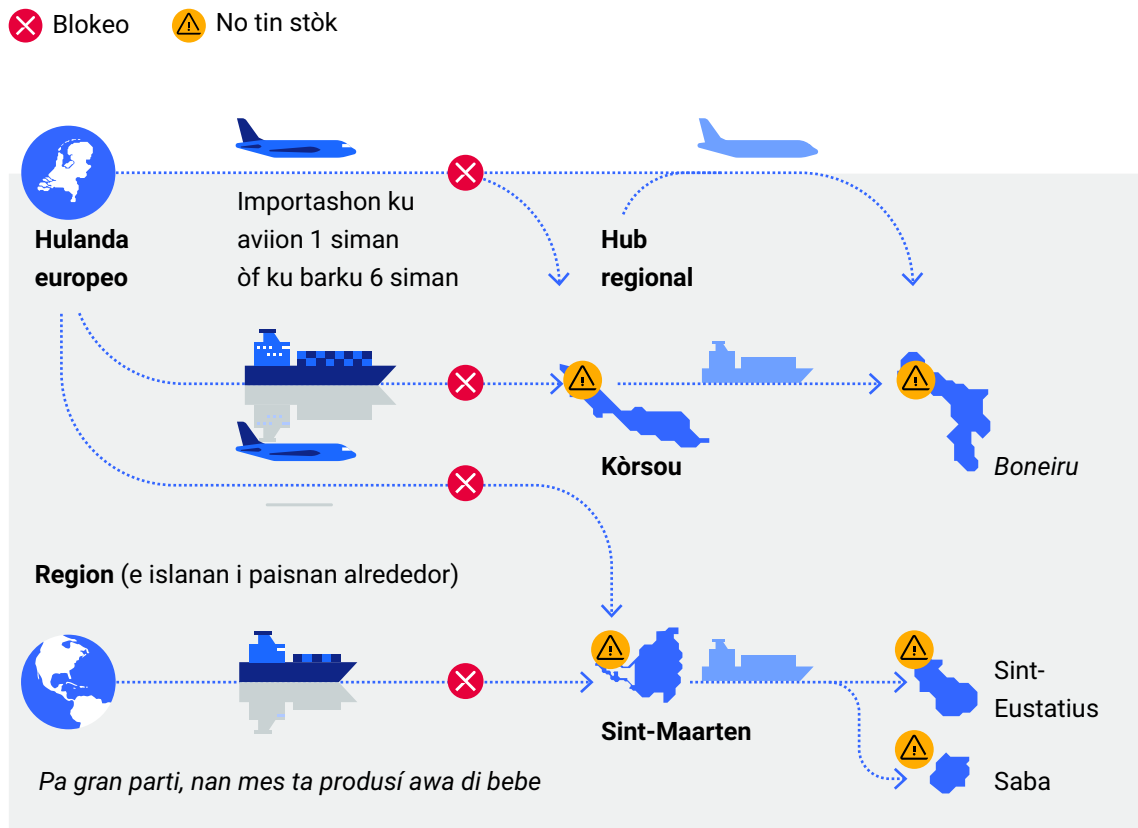 Blokeo
No tin stòk
Hulanda
europeo
Importashon ku
aviion 1 siman
òf ku barku 6 siman
Hub
regional
Kòrsou
Boneiru
Region (e islanan i paisnan alrededor)
Sint-Maarten
Sint-
Eustatius
Saba
Pa gran parti, nan mes ta produsí awa di bebe